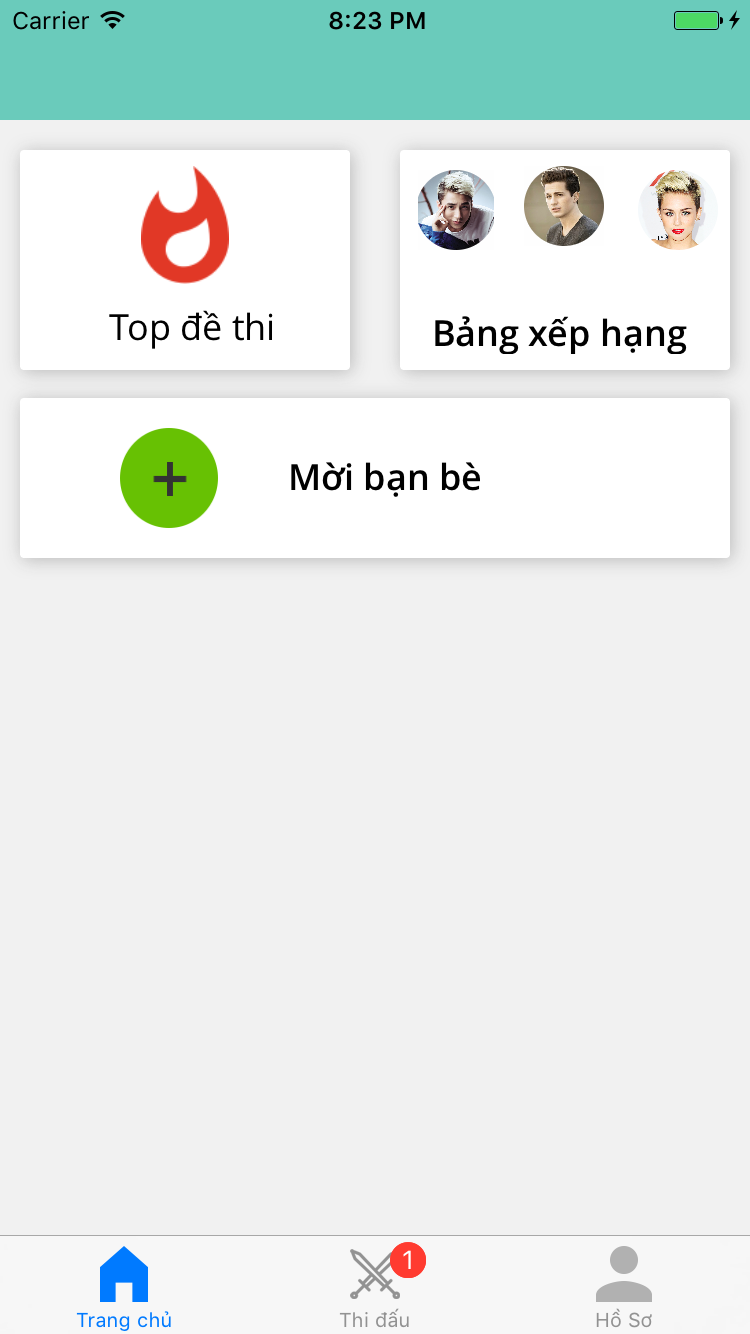 Carrier 8:23 PM
Top đề thi
Bảng xếp hạng
+ Mời bạn bè
1
Trang chủ Thi đấu Hồ Sơ